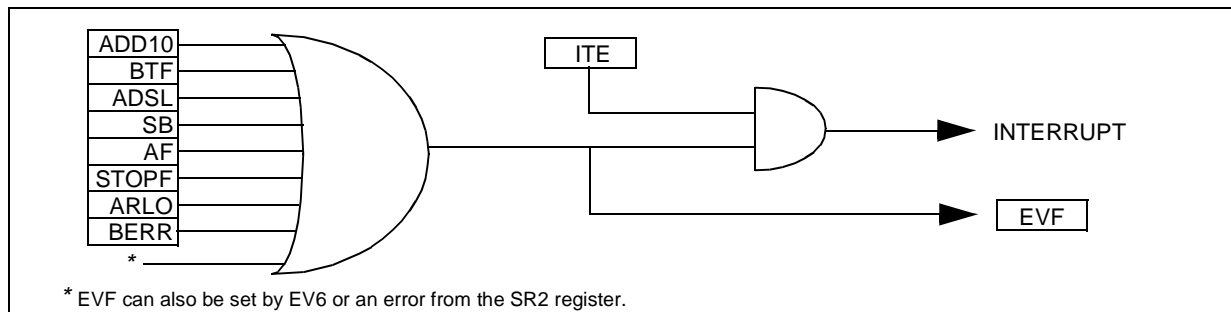 ADD10
BTF
ADSL
SB
AF
STOPF
ARLO
BERR
*
ITE
INTERRUPT
EVF
* EVF can also be set by EV6 or an error from the SR2 register.